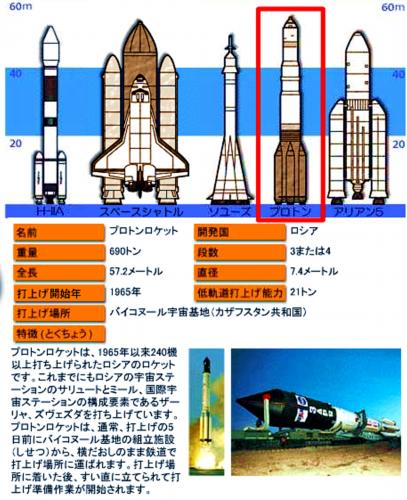 60m 60m
40 40
20 20
H-ⅡA スペースシャトル ソユーズ プロトン アリアン5
名前 プロトンロケット 開発国 ロシア
重量 690トン 段数 3または4
全長 57.2メートル 直径 7.4メートル
打上げ開始年 1965年 低軌道打上げ能力 21トン
打上げ場所 バイコヌール宇宙基地(カザフスタン共和国)
特徴(とくちょう)
プロトンロケットは、1965年以来240機
以上打ち上げられたロシアのロケット
です。これまでにもロシアの宇宙ステ
ーションのサリュートとミール、国際宇
宙ステーションの構成要素であるザー
リャ、ズヴェズダを打ち上げています。
プロトンロケットは、通常、打上げの5
日前にバイコヌール基地の組立施設
(しせつ)から、横だおしのまま鉄道で
打上げ場所に運ばれます。打上げ場
所に着いた後、すい直に立てられて打
上げ準備作業が開始されます。